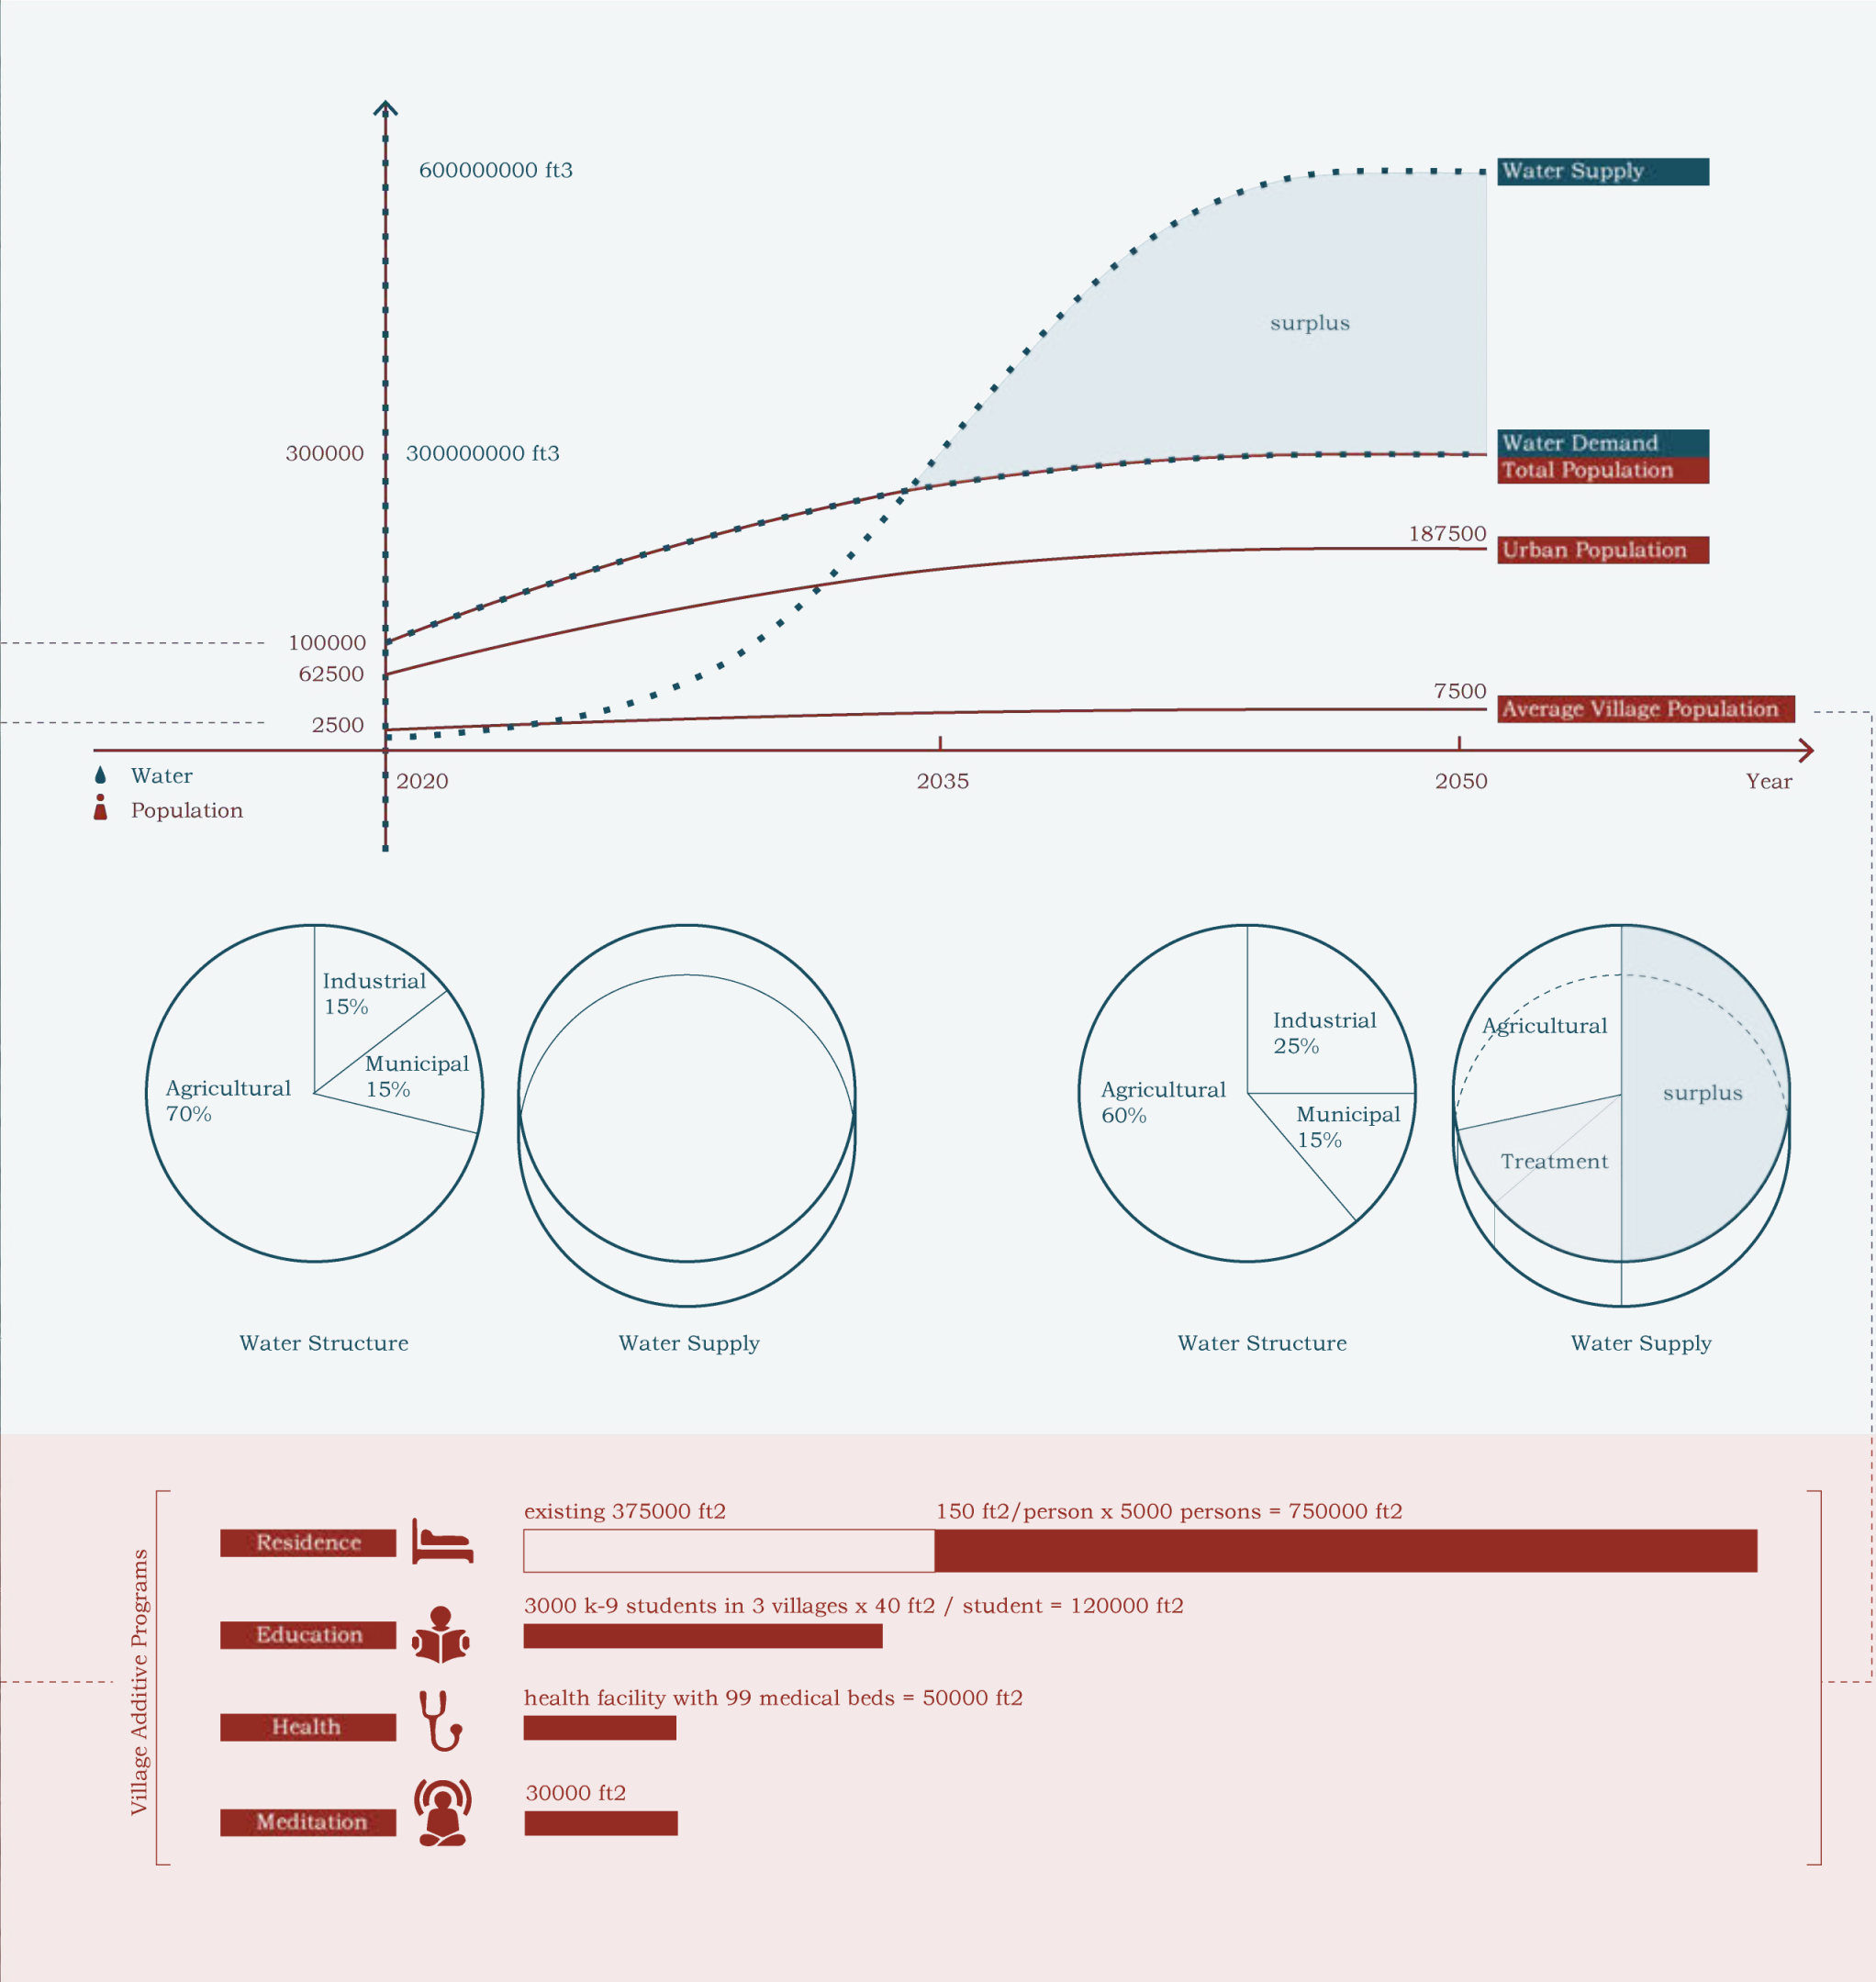 600000000 ft3
Water Supply
surplus
300000
300000000 ft3
Water Demand
Total Population
187500
Urban Population
100000
62500
7500
2500
Average Village Population
2020
2035
2050
Year
Water
Population
Industrial
15%
Municipal
15%
Agricultural
70%
Industrial
25%
Agricultural
60%
Municipal
15%
Agricultural
surplus
Treatment
Water Structure
Water Supply
Water Structure
Water Supply
Village Additive Programs
existing 375000 ft2
150 ft2/person x 5000 persons = 750000 ft2
Residence
3000 k-9 students in 3 villages x 40 ft2 / student = 120000 ft2
Education
health facility with 99 medical beds = 50000 ft2
Health
30000 ft2
Meditation